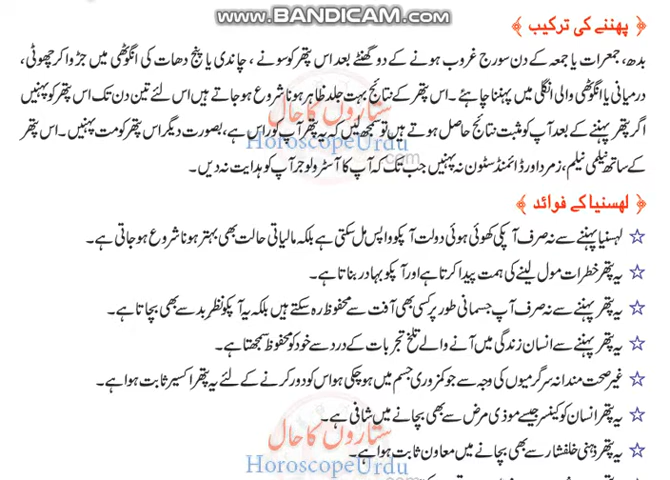 www.BANDICAM.com
﴿ پہننے کی ترکیب ﴾
بدھ، جمعرات یا جمعہ کے دن سورج غروب ہونے کے دو گھنٹے بعد اس پتھر کو سونے ، چاندی یا پنج دھات کی انگوٹھی میں جڑوا کر چھوٹی ،
درمیانی یا انگوٹھی والی انگلی میں پہننا چاہئے ۔ اس پتھر کے نتائج بہت جلد ظاہر ہونا شروع ہو جاتے ہیں اس لئے تین دن تک اس پتھر کو پہنیں
اگر پتھر پہننے کے بعد آپ کو مثبت نتائج حاصل ہوتے ہیں تو سمجھ لیں کہ یہ پتھر آپ کو راس ہے ، بصورت دیگر اس پتھر کو مت پہنیں ۔ اس پتھر
کے ساتھ نیلمی نیلم ، زمرد اور ڈائمنڈ سٹون نہ پہنیں جب تک کہ آپ کا آسٹرولوجر آپ کو ہدایت نہ دیں ۔
﴿ لہسنیا کے فوائد ﴾
☆ لہسنیا پہننے سے نہ صرف آپکی کھوئی ہوئی دولت آپکو واپس مل سکتی ہے بلکہ مالیاتی حالت بھی بہتر ہونا شروع ہو جاتی ہے ۔
☆ یہ پتھر خطرات مول لینے کی ہمت پیدا کرتا ہے اور آپکو بہادر بناتا ہے ۔
☆ یہ پتھر پہننے سے نہ صرف آپ جسمانی طور پر کسی بھی آفت سے محفوظ رہ سکتے ہیں بلکہ یہ آپکو نظر بد سے بھی بچاتا ہے ۔
☆ یہ پتھر پہننے سے انسان زندگی میں آنے والے تلخ تجربات کے درد سے خود کو محفوظ سمجھتا ہے ۔
☆ غیر صحت مندانہ سرگرمیوں کی وجہ سے جو کمزوری جسم میں ہو چکی ہو اس کو دور کرنے کے لئے یہ پتھر اکسیر ثابت ہوا ہے ۔
☆ یہ پتھر انسان کو کینسر جیسے موذی مرض سے بھی بچانے میں شافی ہے ۔
☆ یہ پتھر ذہنی خلفشار سے بھی بچانے میں معاون ثابت ہوا ہے ۔
ستاروں کا حال
HoroscopeUrdu
.com
ستاروں کا حال
HoroscopeUrdu
.com